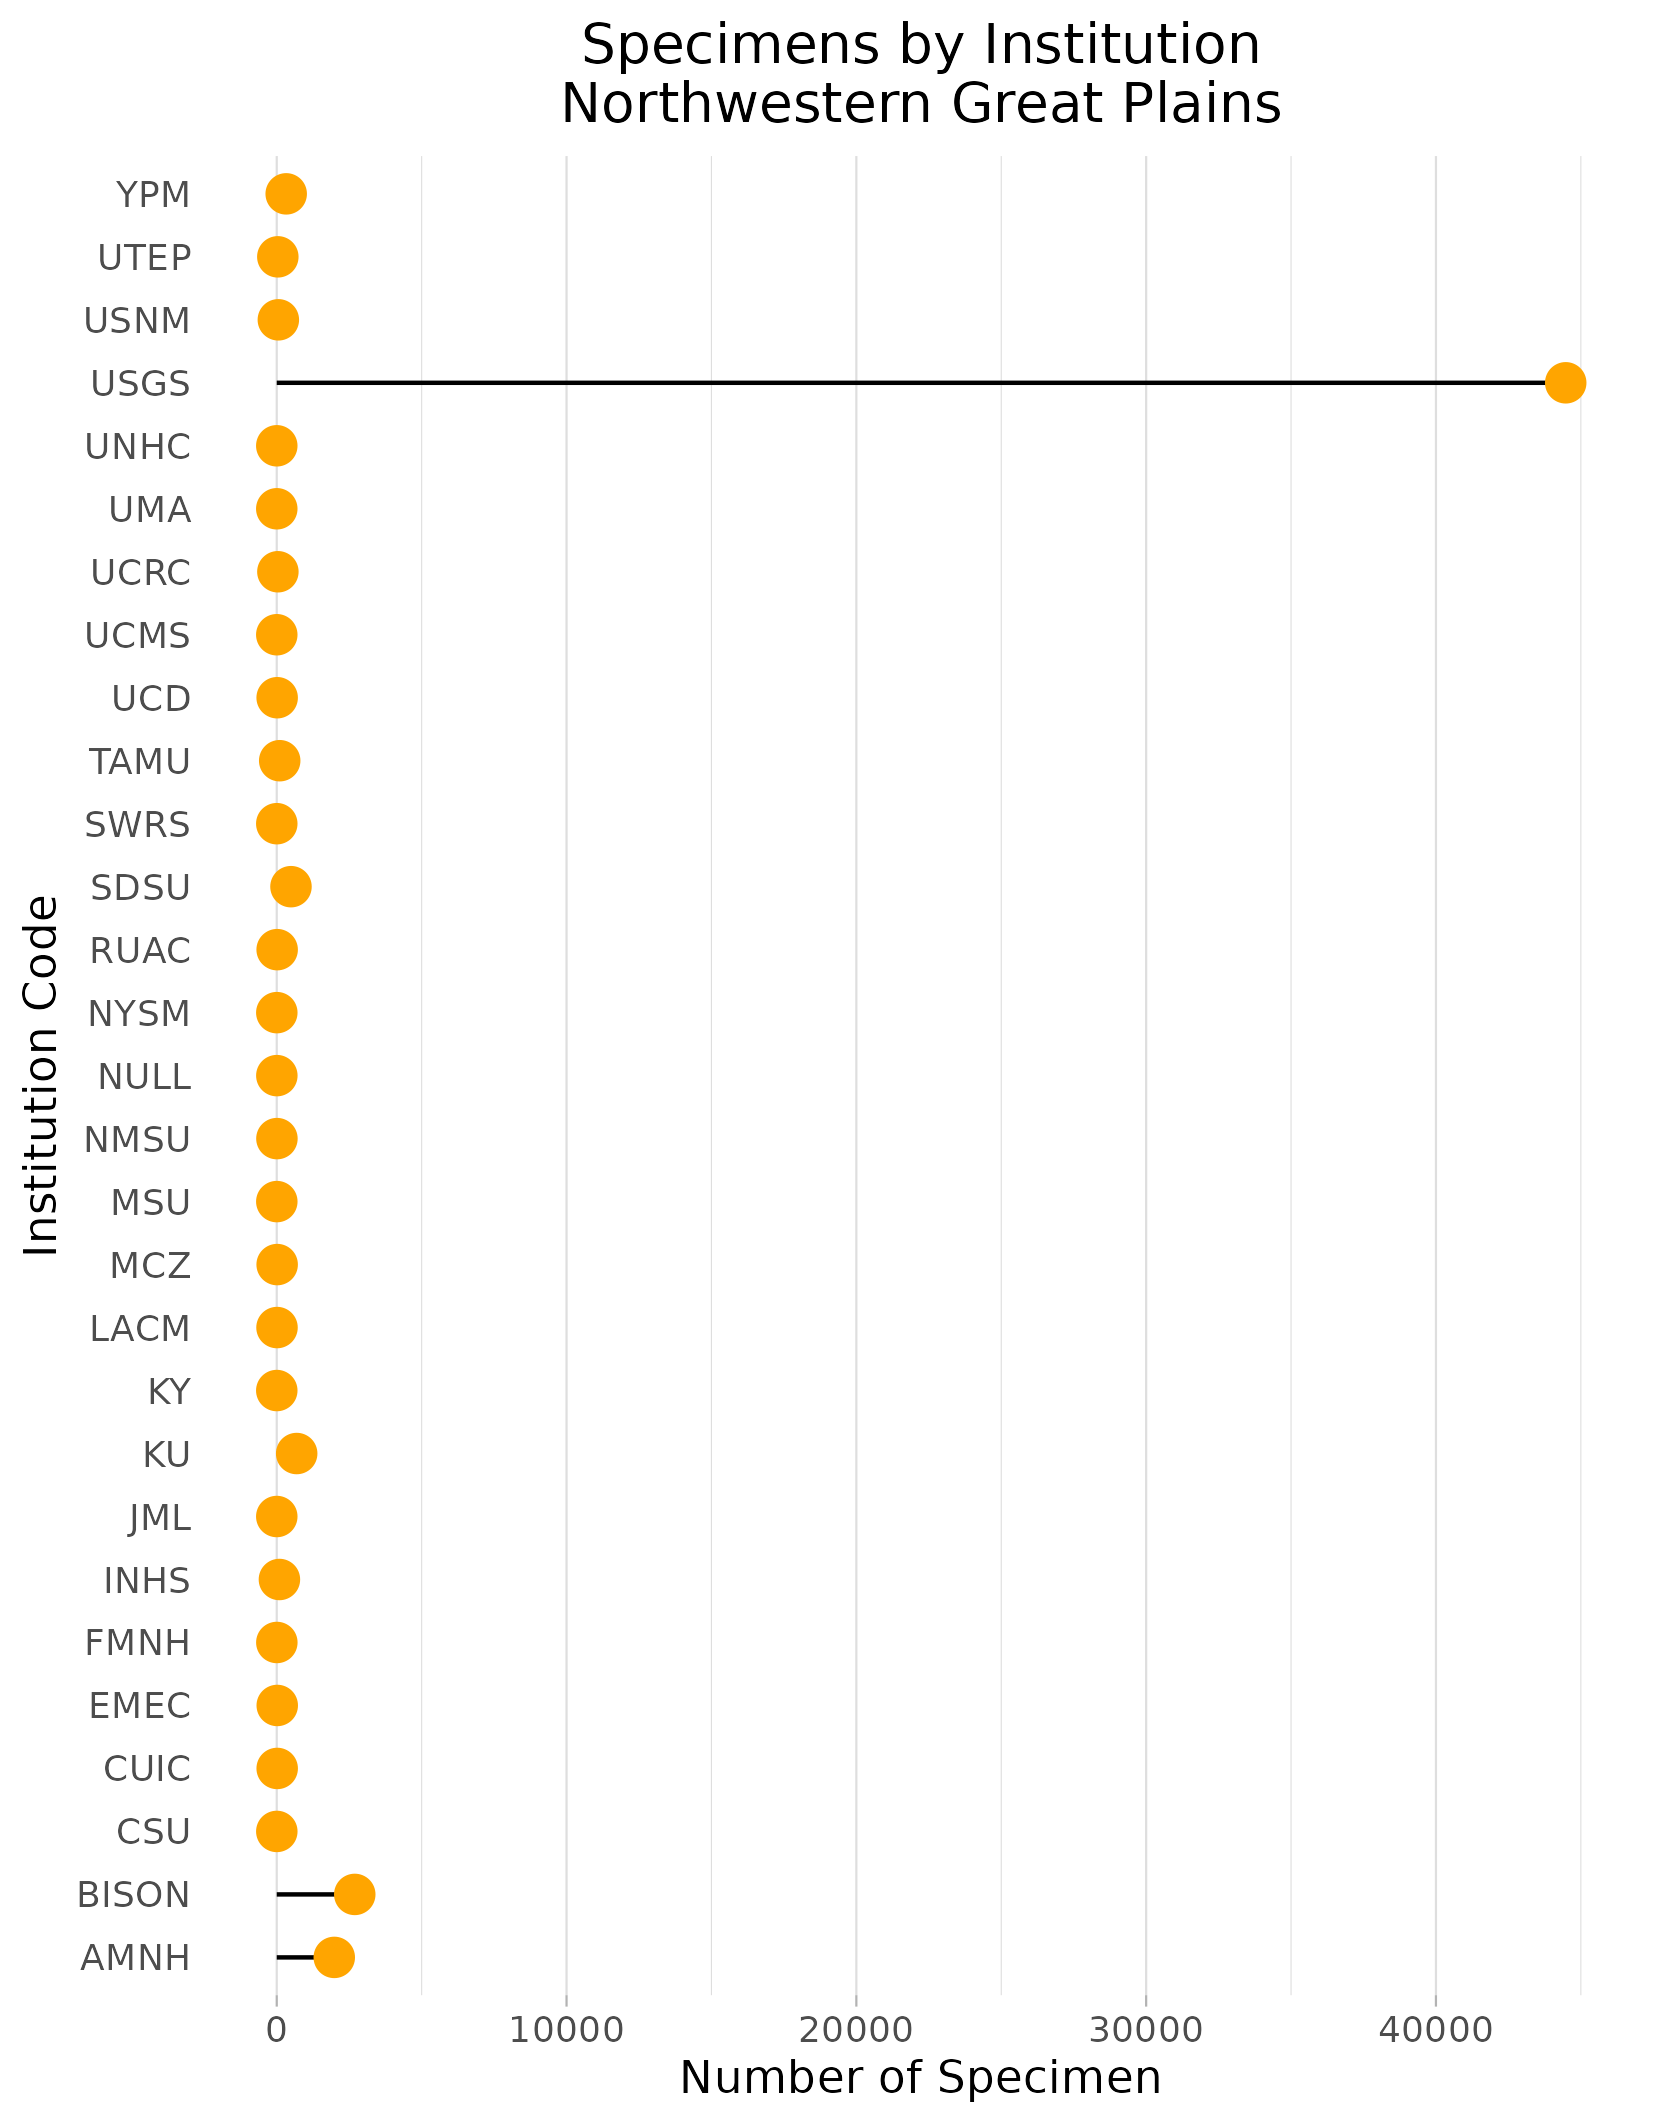 Specimens by Institution
Northwestern Great Plains
YPM
UTEP
USNM
USGS
UNHC
UMA
UCRC
UCMS
UCD
TAMU
SWRS
SDSU
RUAC
NYSM
NULL
NMSU
MSU
MCZ
LACM
KY
KU
JML
INHS
FMNH
EMEC
CUIC
CSU
BISON
AMNH
Institution Code
0 10000 20000 30000 40000
Number of Specimen